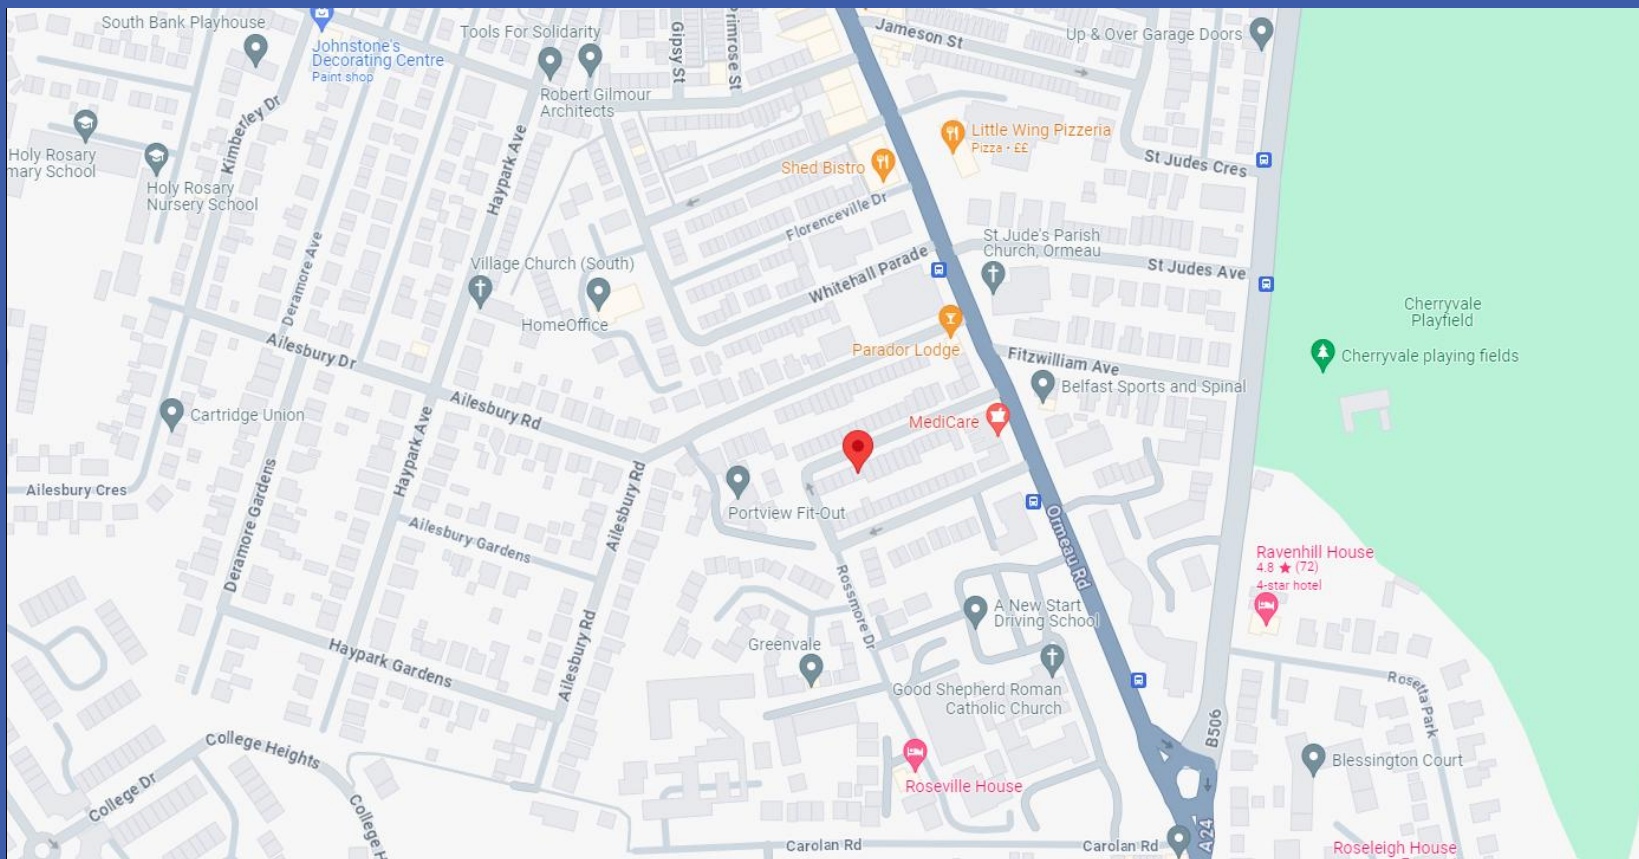 South Bank Playhouse
Johnstone's
Decorating Centre
Paint shop
Tools For Solidarity
Gipsy St
Primrose St
Jameson St
Up & Over Garage Doors
Robert Gilmour
Architects
Kimberley Dr
Haypark Ave
Little Wing Pizzeria
Pizza • ££
Holy Rosary
mary School
Holy Rosary
Nursery School
Shed Bistro
St Judes Cres
Florenceville Dr
Deramore Ave
Village Church (South)
St Jude's Parish
Church, Ormeau
Whitehall Parade
St Judes Ave
HomeOffice
Cherryvale
Playfield
Ailesbury Dr
Parador Lodge
Fitzwilliam Ave
Cherryvale playing fields
Belfast Sports and Spinal
Ailesbury Rd
Cartridge Union
MediCare
Haypark Ave
Ailesbury Cres
Deramore Gardens
Ailesbury Rd
Portview Fit-Out
Ailesbury Gardens
Ormeau Rd
Ravenhill House
4.8 ★ (72)
4-star hotel
Rossmore Dr
A New Start
Driving School
Greenvale
Haypark Gardens
Ailesbury Rd
Good Shepherd Roman
Catholic Church
Rosetta Park
College Heights
B506
Blessington Court
Roseville House
College Dr
College H
Carolan Rd
Carolan Rd
A24
Roseleigh House